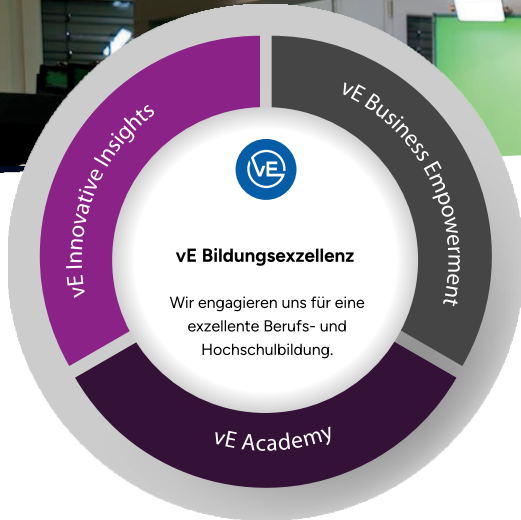 vE Innovative Insights
vE Business Empowerment
vE
vE Bildungsexzellenz
Wir engagieren uns für eine
exzellente Berufs- und
Hochschulbildung.
vE Academy